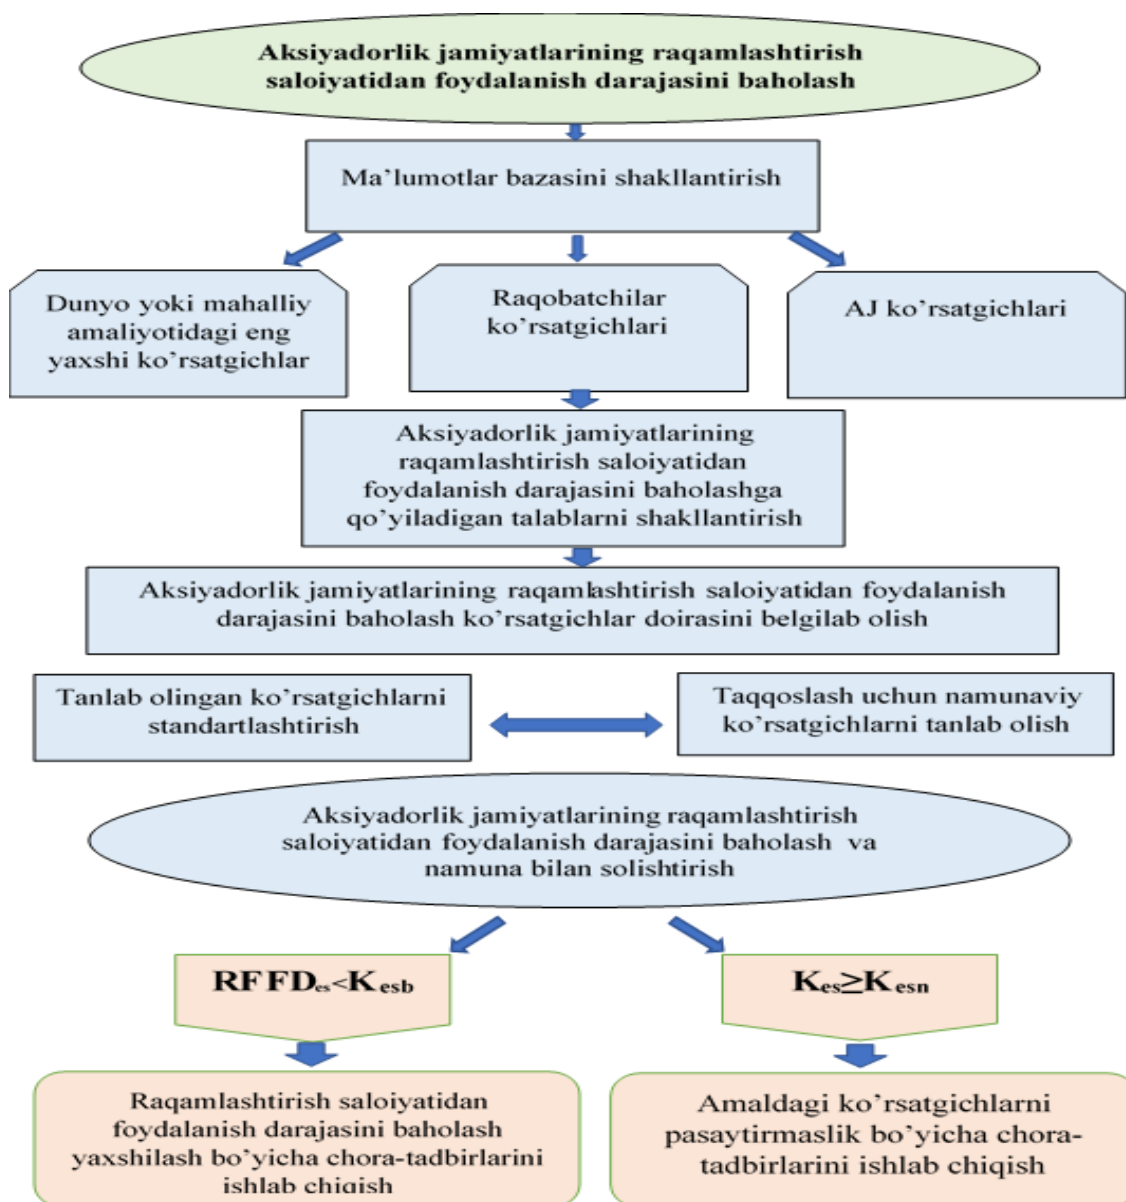 Aksiyadorlik jamiyatlarining raqamlashtirish
saloiyatidan foydalanish darajasini baholash
Ma’lumotlar bazasini shakllantirish
Dunyo yoki mahalliy
amaliyotidagi eng
yaxshi ko’rsatgichlar
Raqobatchilar
ko’rsatgichlari
AJ ko’rsatgichlari
Aksiyadorlik jamiyatlarining
raqamlashtirish saloiyatidan
foydalanish darajasini baholashga
qo’yiladigan talablarni shakllantirish
Aksiyadorlik jamiyatlarining raqamlashtirish saloiyatidan foydalanish
darajasini baholash ko’rsatgichlar doirasini belgilab olish
Tanlab olingan ko’rsatgichlarni
standartlashtirish
Taqqoslash uchun namunaviy
ko’rsatgichlarni tanlab olish
Aksiyadorlik jamiyatlarining raqamlashtirish
saloiyatidan foydalanish darajasini baholash va
namuna bilan solishtirish
RFFDes<Kesb
Kes≥Kesn
Raqamlashtirish saloiyatidan
foydalanish darajasini baholash
yaxshilash bo’yicha chora-tadbirlarini
ishlab chiqish
Amaldagi ko’rsatgichlarni
pasaytirmaslik bo’yicha chora-
tadbirlarini ishlab chiqish